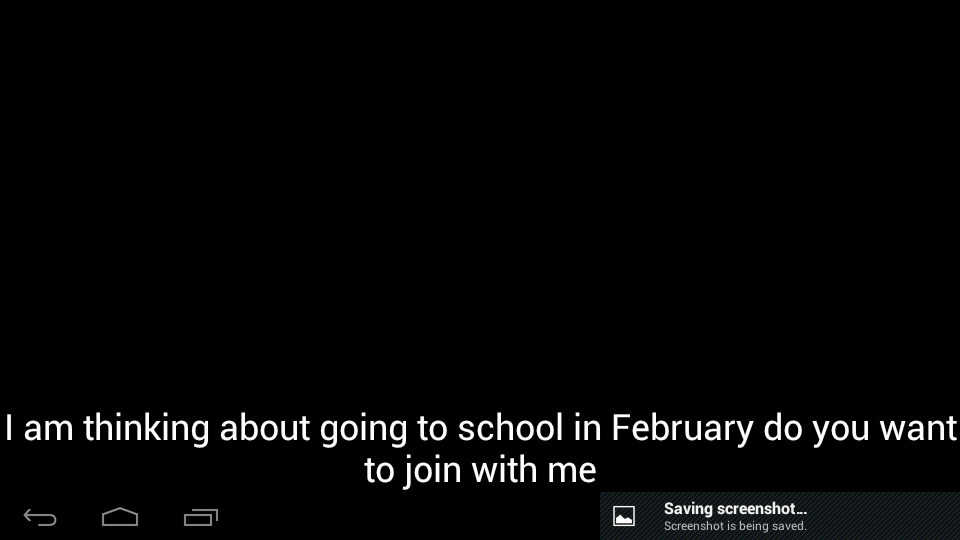 I am thinking about going to school in February do you want
to join with me
Saving screenshot...
Screenshot is being saved.